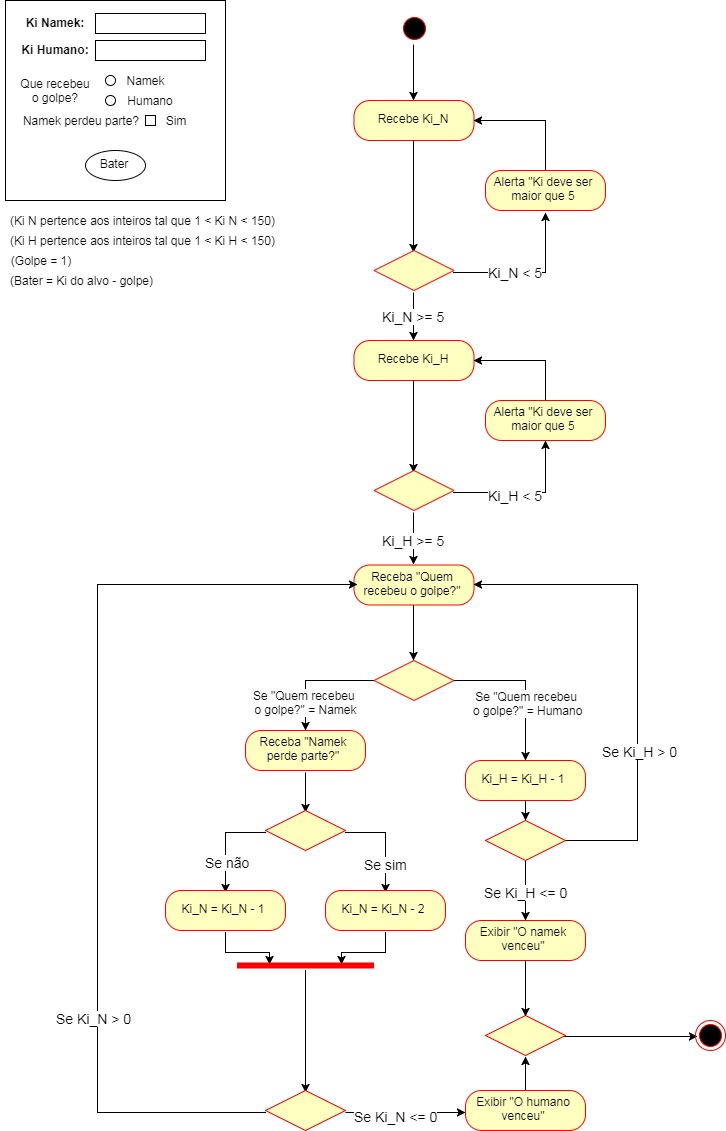 Ki Namek:
Ki Humano:
Que recebeu
o golpe?
Namek
Humano
Namek perdeu parte?
Sim
Bater
(Ki N pertence aos inteiros tal que 1 < Ki N < 150)
(Ki H pertence aos inteiros tal que 1 < Ki H < 150)
(Golpe = 1)
(Bater = Ki do alvo - golpe)
Recebe Ki_N
Alerta "Ki deve ser
maior que 5
Ki_N < 5
Ki_N >= 5
Recebe Ki_H
Alerta "Ki deve ser
maior que 5
Ki_H < 5
Ki_H >= 5
Receba "Quem
recebeu o golpe?"
Se "Quem recebeu
o golpe?" = Namek
Se "Quem recebeu
o golpe?" = Humano
Receba "Namek
perde parte?"
Se Ki_H > 0
Ki_H = Ki_H - 1
Se não
Se sim
Se Ki_H <= 0
Ki_N = Ki_N - 1
Ki_N = Ki_N - 2
Exibir "O namek
venceu"
Se Ki_N > 0
Se Ki_N <= 0
Exibir "O humano
venceu"